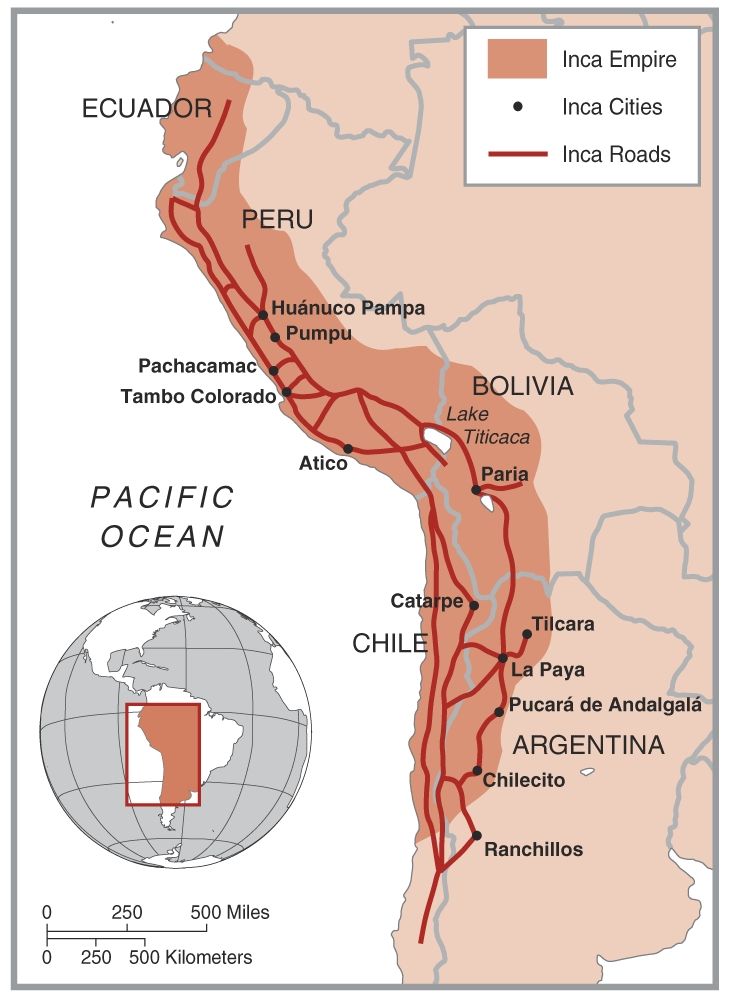 Inca Empire
Inca Cities
Inca Roads
ECUADOR
PERU
Huánuco Pampa
Pumpu
Pachacamac
Tambo Colorado
BOLIVIA
Lake
Titicaca
Atico
Paria
PACIFIC
OCEAN
Catarpe
Tilcara
CHILE
La Paya
Pucará de Andalgalá
ARGENTINA
Chilecito
Ranchillos
0 250 500 Miles
0 250 500 Kilometers